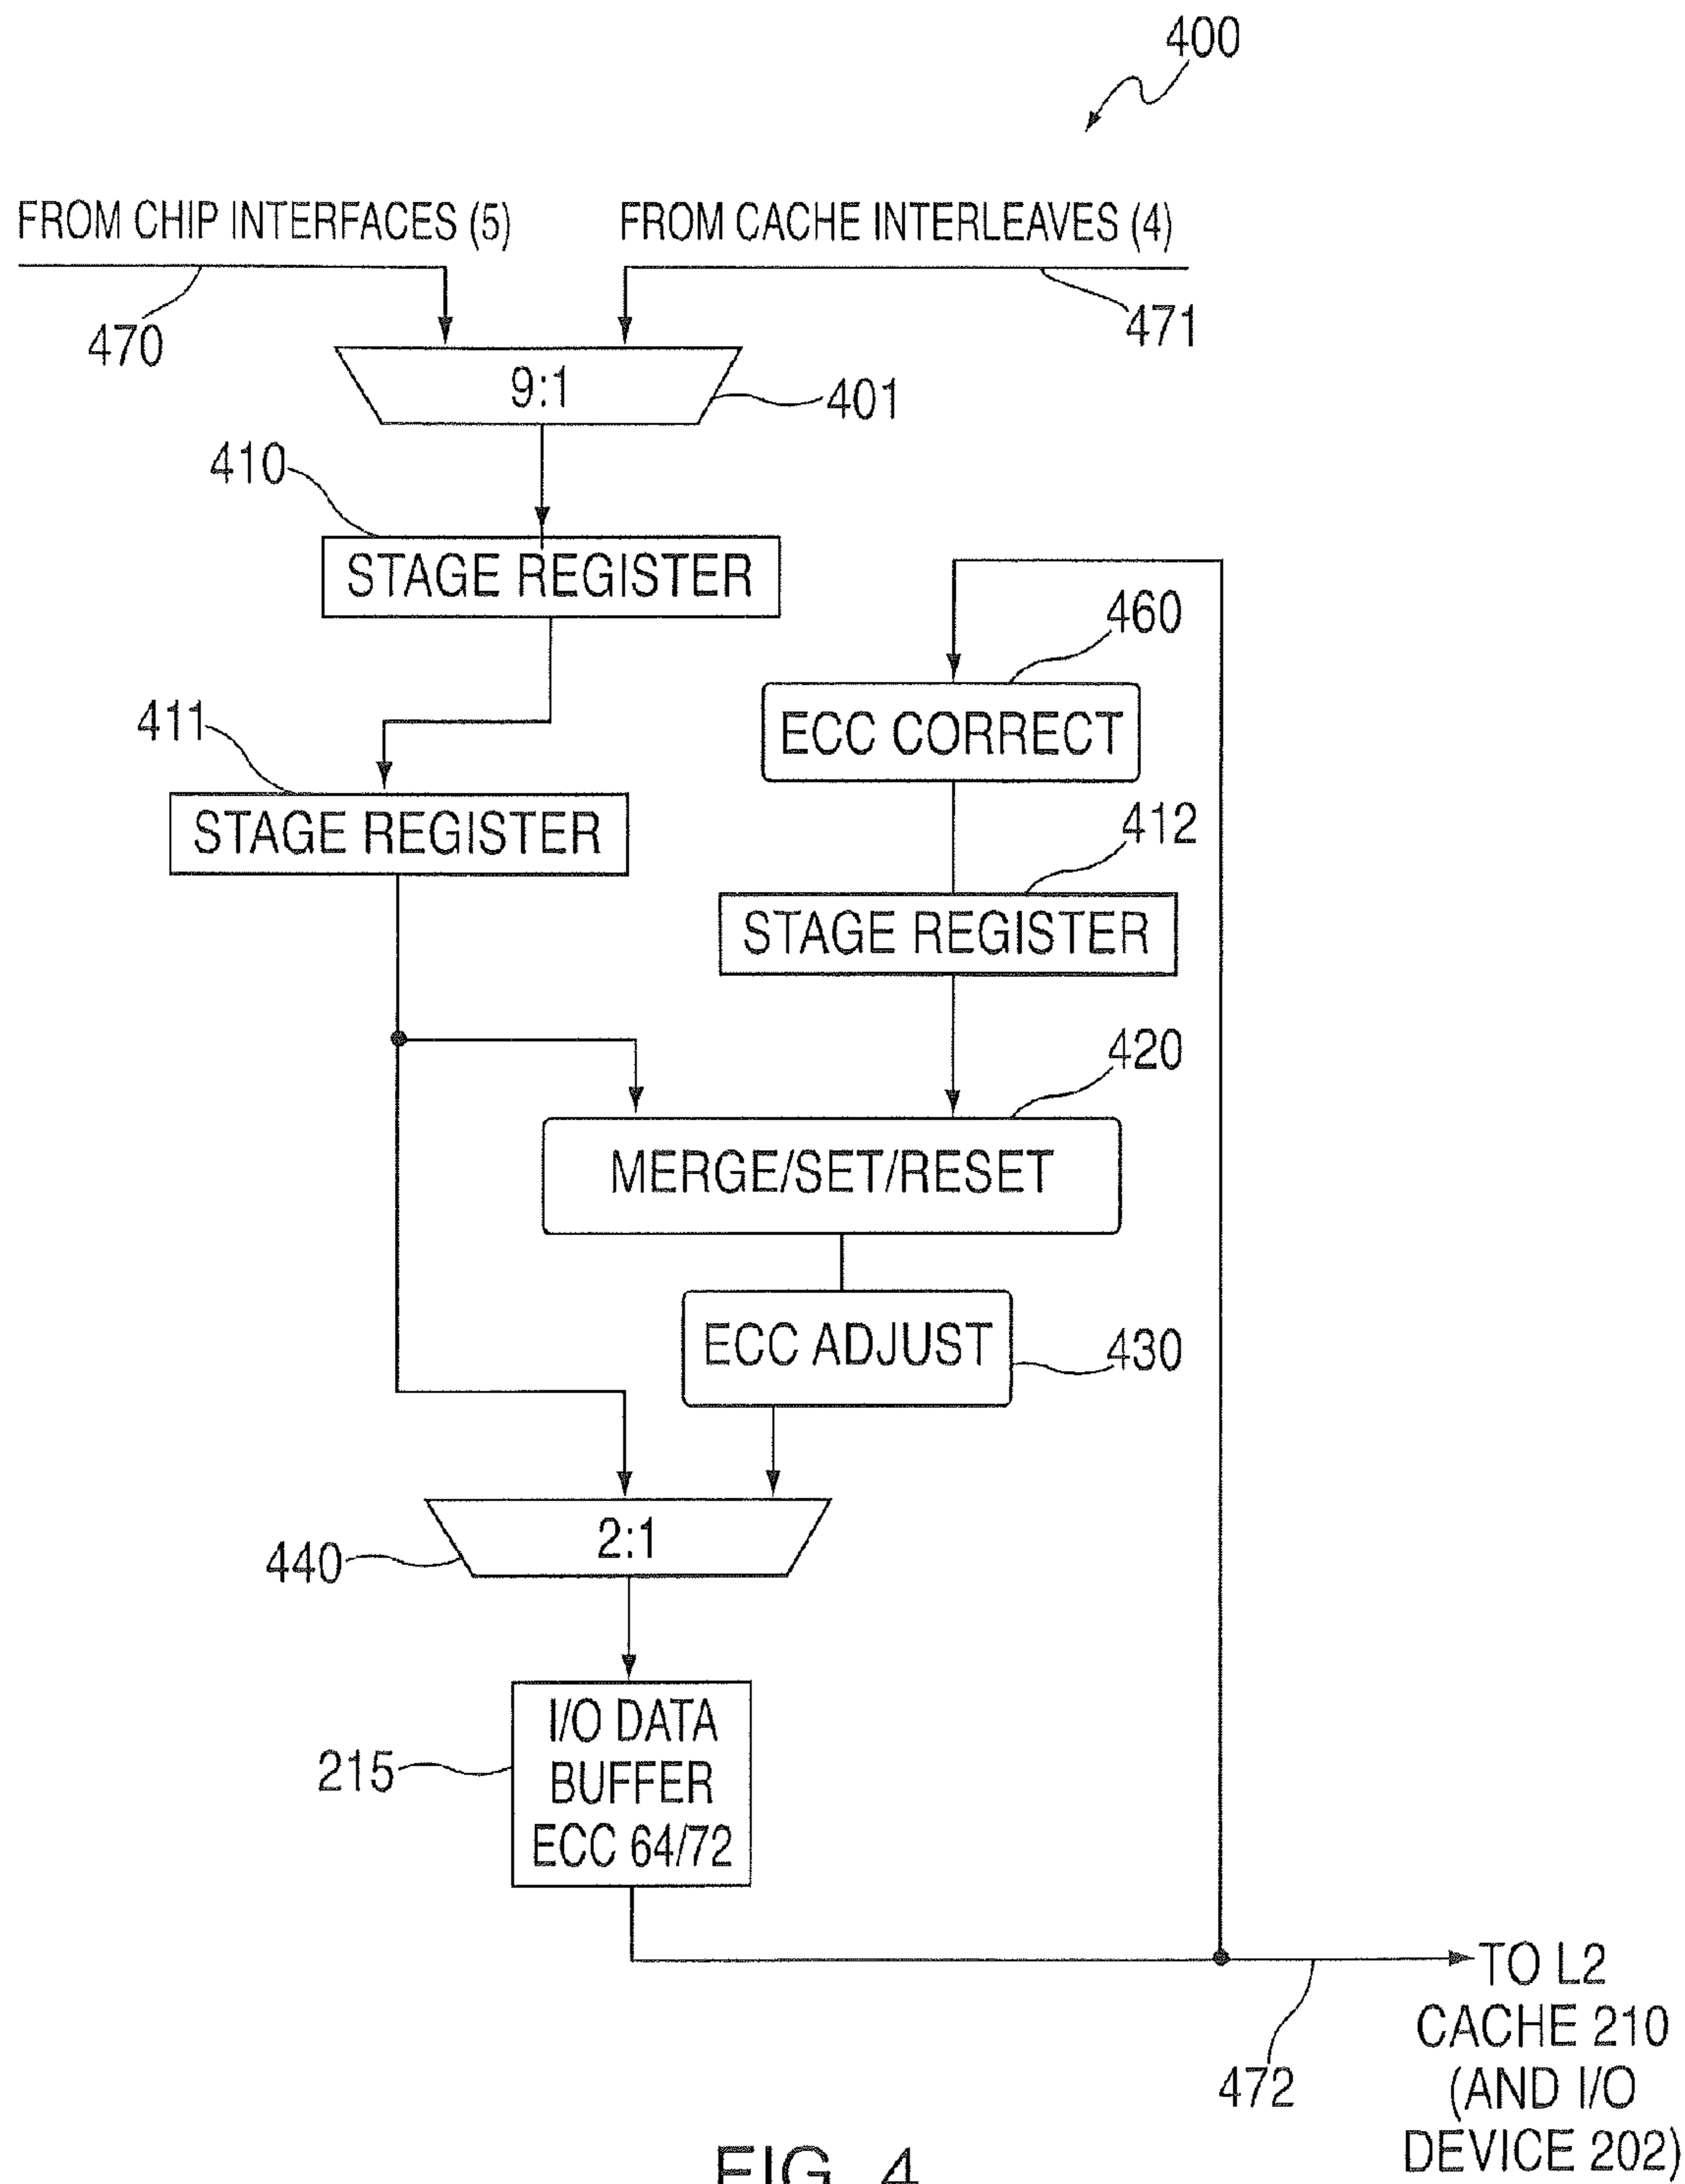 400
FROM CHIP INTERFACES (5)
FROM CACHE INTERLEAVES (4)
470
471
9:1
401
410
STAGE REGISTER
460
ECC CORRECT
411
STAGE REGISTER
412
STAGE REGISTER
420
MERGE/SET/RESET
ECC ADJUST
430
2:1
440
I/O DATA
BUFFER
ECC 64/72
215
TO L2
CACHE 210
(AND I/O
DEVICE 202)
472
FIG. 4